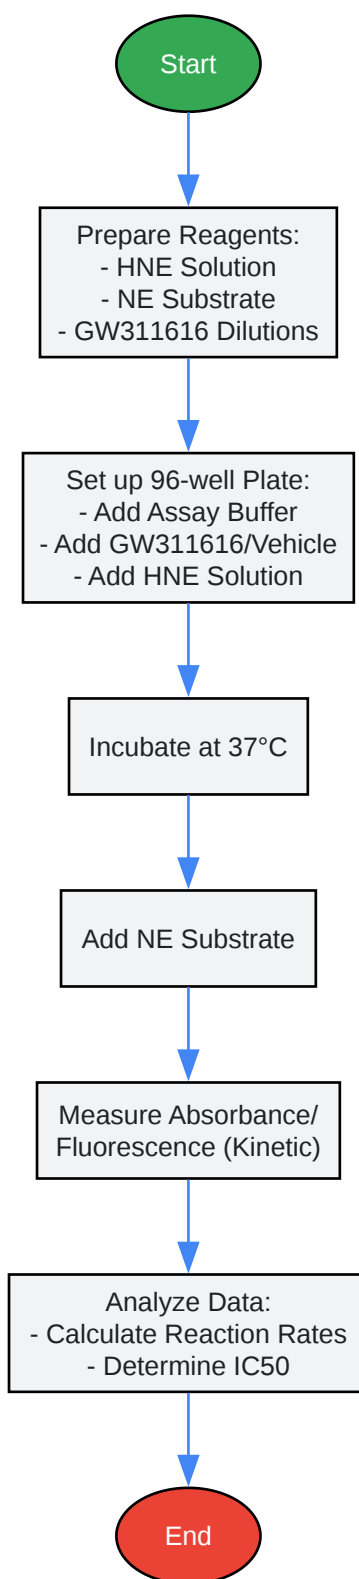 Start
Prepare Reagents:
- HNE Solution
- NE Substrate
- GW311616 Dilutions
Set up 96-well Plate:
- Add Assay Buffer
- Add GW311616/Vehicle
- Add HNE Solution
Incubate at 37°C
Add NE Substrate
Measure Absorbance/
Fluorescence (Kinetic)
Analyze Data:
- Calculate Reaction Rates
- Determine IC50
End